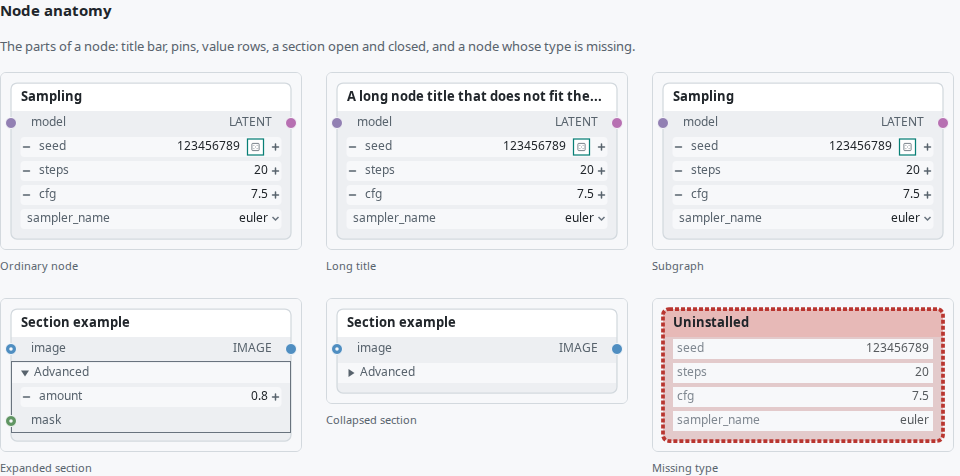 Node anatomy
The parts of a node: title bar, pins, value rows, a section open and closed, and a node whose type is missing.
Sampling
model LATENT
seed 123456789
steps 20
cfg 7.5
sampler_name euler
Ordinary node
A long node title that does not fit the...
model LATENT
seed 123456789
steps 20
cfg 7.5
sampler_name euler
Long title
Sampling
model LATENT
seed 123456789
steps 20
cfg 7.5
sampler_name euler
Subgraph
Section example
image IMAGE
Advanced
amount 0.8
mask
Expanded section
Section example
image IMAGE
Advanced
Collapsed section
Uninstalled
seed 123456789
steps 20
cfg 7.5
sampler_name euler
Missing type